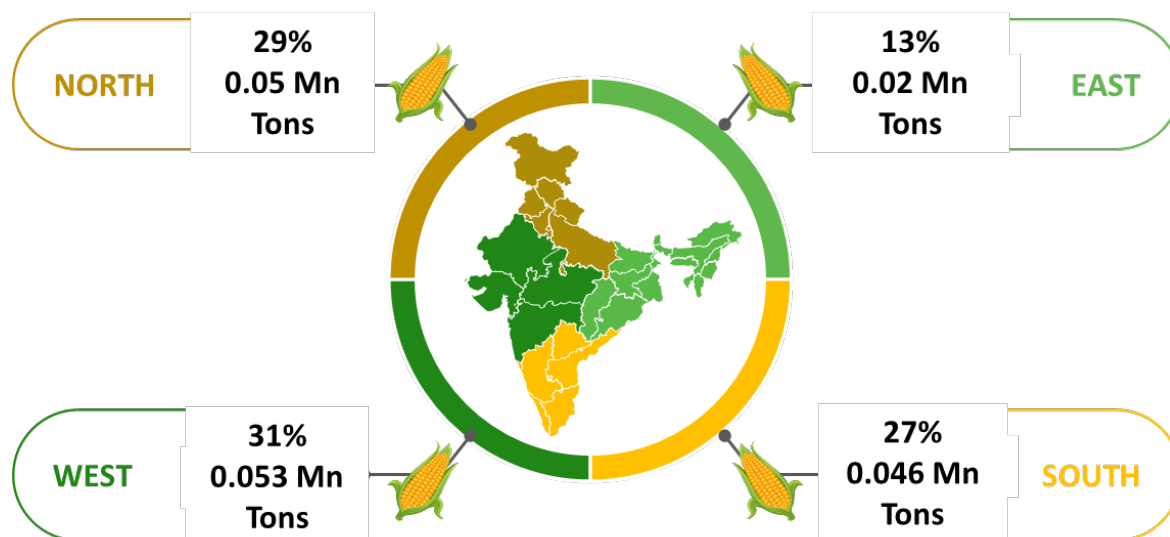 NORTH
29%
0.05 Mn
Tons
13%
0.02 Mn
Tons
EAST
WEST
31%
0.053 Mn
Tons
27%
0.046 Mn
Tons
SOUTH